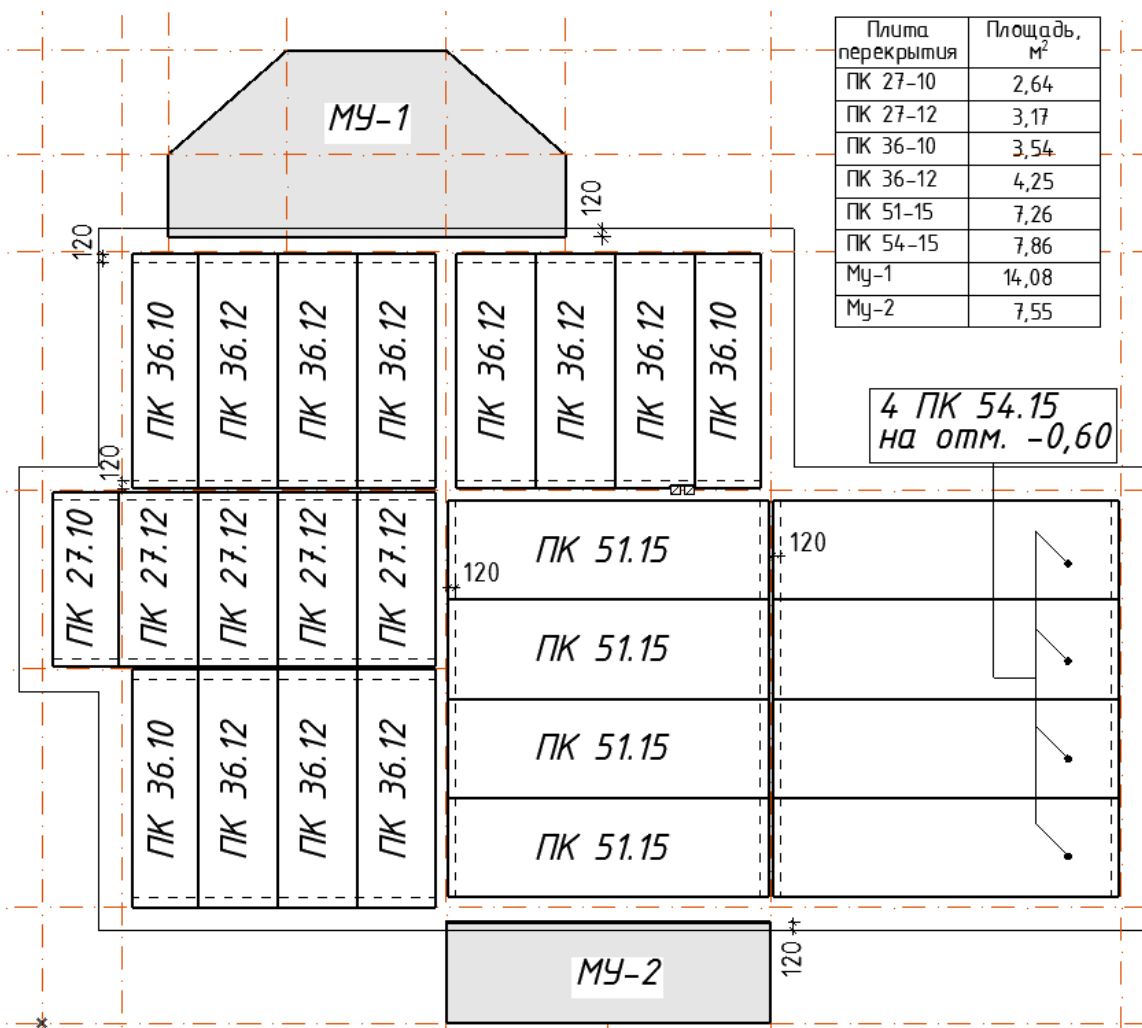 Плита перекрытия
Площадь, м²
ПК 27-10 2,64
ПК 27-12 3,17
ПК 36-10 3,54
ПК 36-12 4,25
ПК 51-15 7,26
ПК 54-15 7,86
Му-1 14,08
Му-2 7,55
МУ-1
120
120
ПК 36.10
ПК 36.12
ПК 36.12
ПК 36.12
ПК 36.12
ПК 36.12
ПК 36.12
ПК 36.10
4 ПК 54.15
на отм. -0,60
120
ПК 27.10
ПК 27.12
ПК 27.12
ПК 27.12
ПК 27.12
ПК 51.15
120
120
ПК 51.15
ПК 51.15
ПК 51.15
ПК 36.10
ПК 36.12
ПК 36.12
ПК 36.12
МУ-2
120